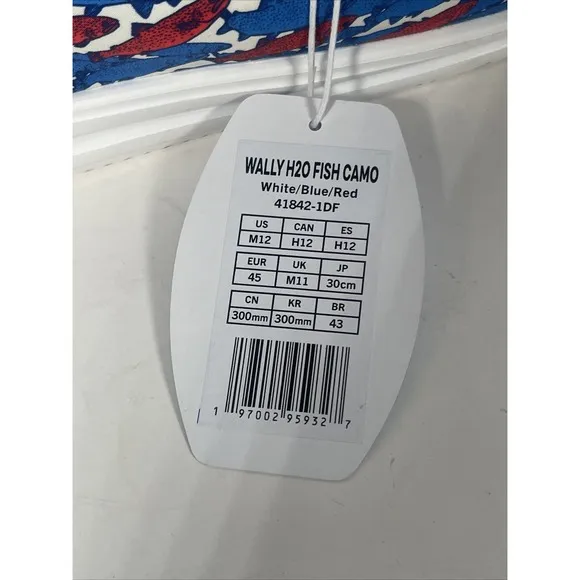 WALLY H2O FISH CAMO
White/Blue/Red
41842-1DF
US CAN ES
M12 H12 H12
EUR UK JP
45 M11 30cm
CN KR BR
300mm 300mm 43
1 97002 95932 7